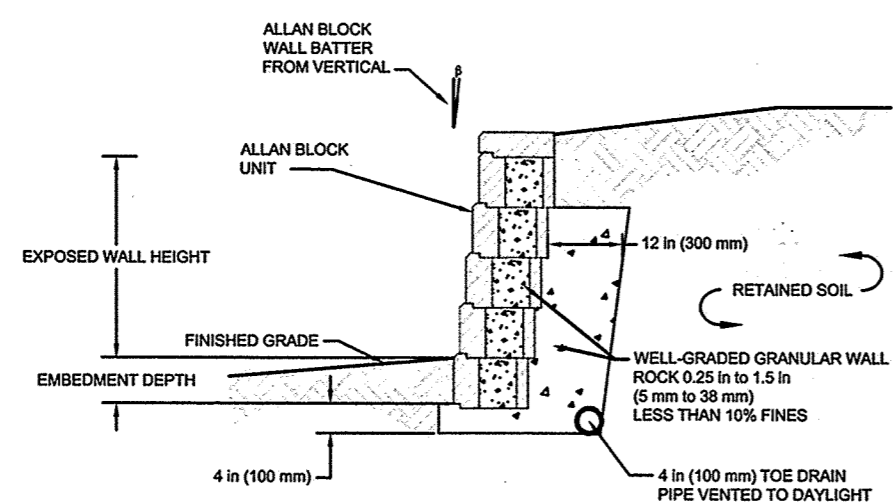 ALLAN BLOCK
WALL BATTER
FROM VERTICAL
β
ALLAN BLOCK
UNIT
EXPOSED WALL HEIGHT
12 in (300 mm)
RETAINED SOIL
FINISHED GRADE
EMBEDMENT DEPTH
WELL-GRADED GRANULAR WALL
ROCK 0.25 in to 1.5 in
(5 mm to 38 mm)
LESS THAN 10% FINES
4 in (100 mm)
4 in (100 mm) TOE DRAIN
PIPE VENTED TO DAYLIGHT